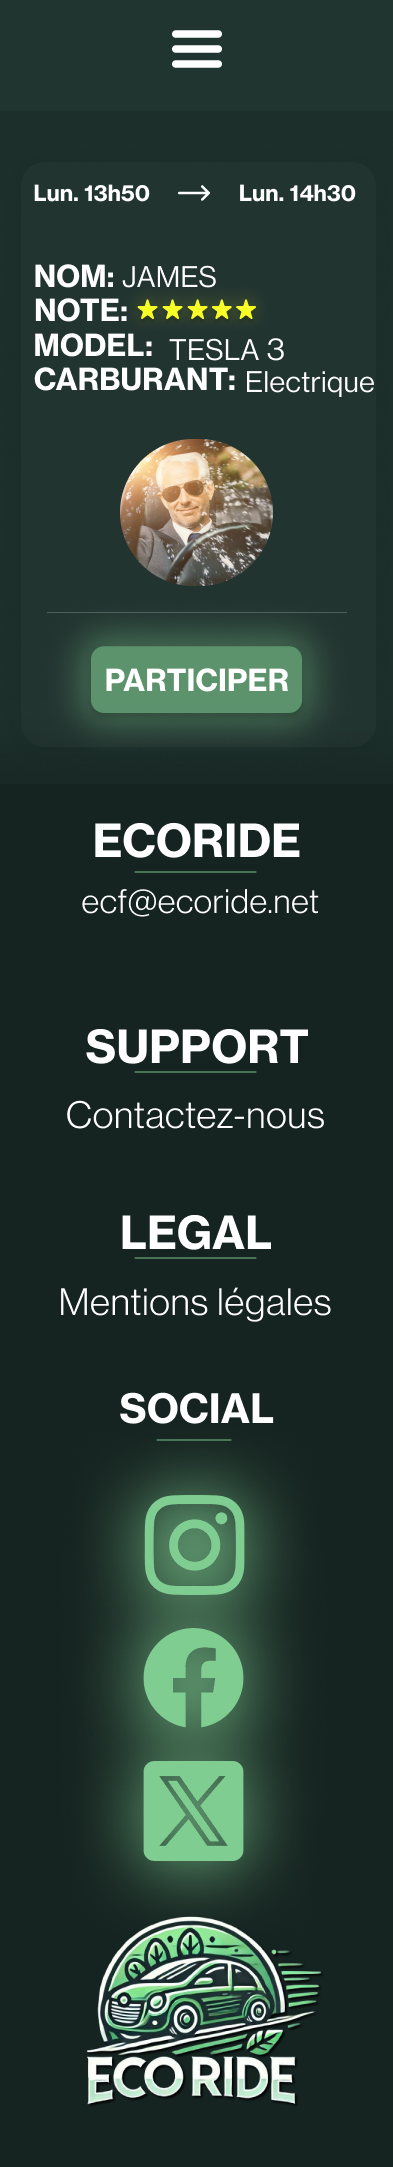 Lun. 13h50 → Lun. 14h30
NOM: JAMES
NOTE: ★★★★★
MODEL: TESLA 3
CARBURANT: Electrique
PARTICIPER
ECORIDE
ecf@ecoride.net
SUPPORT
Contactez-nous
LEGAL
Mentions légales
SOCIAL
ECO RIDE